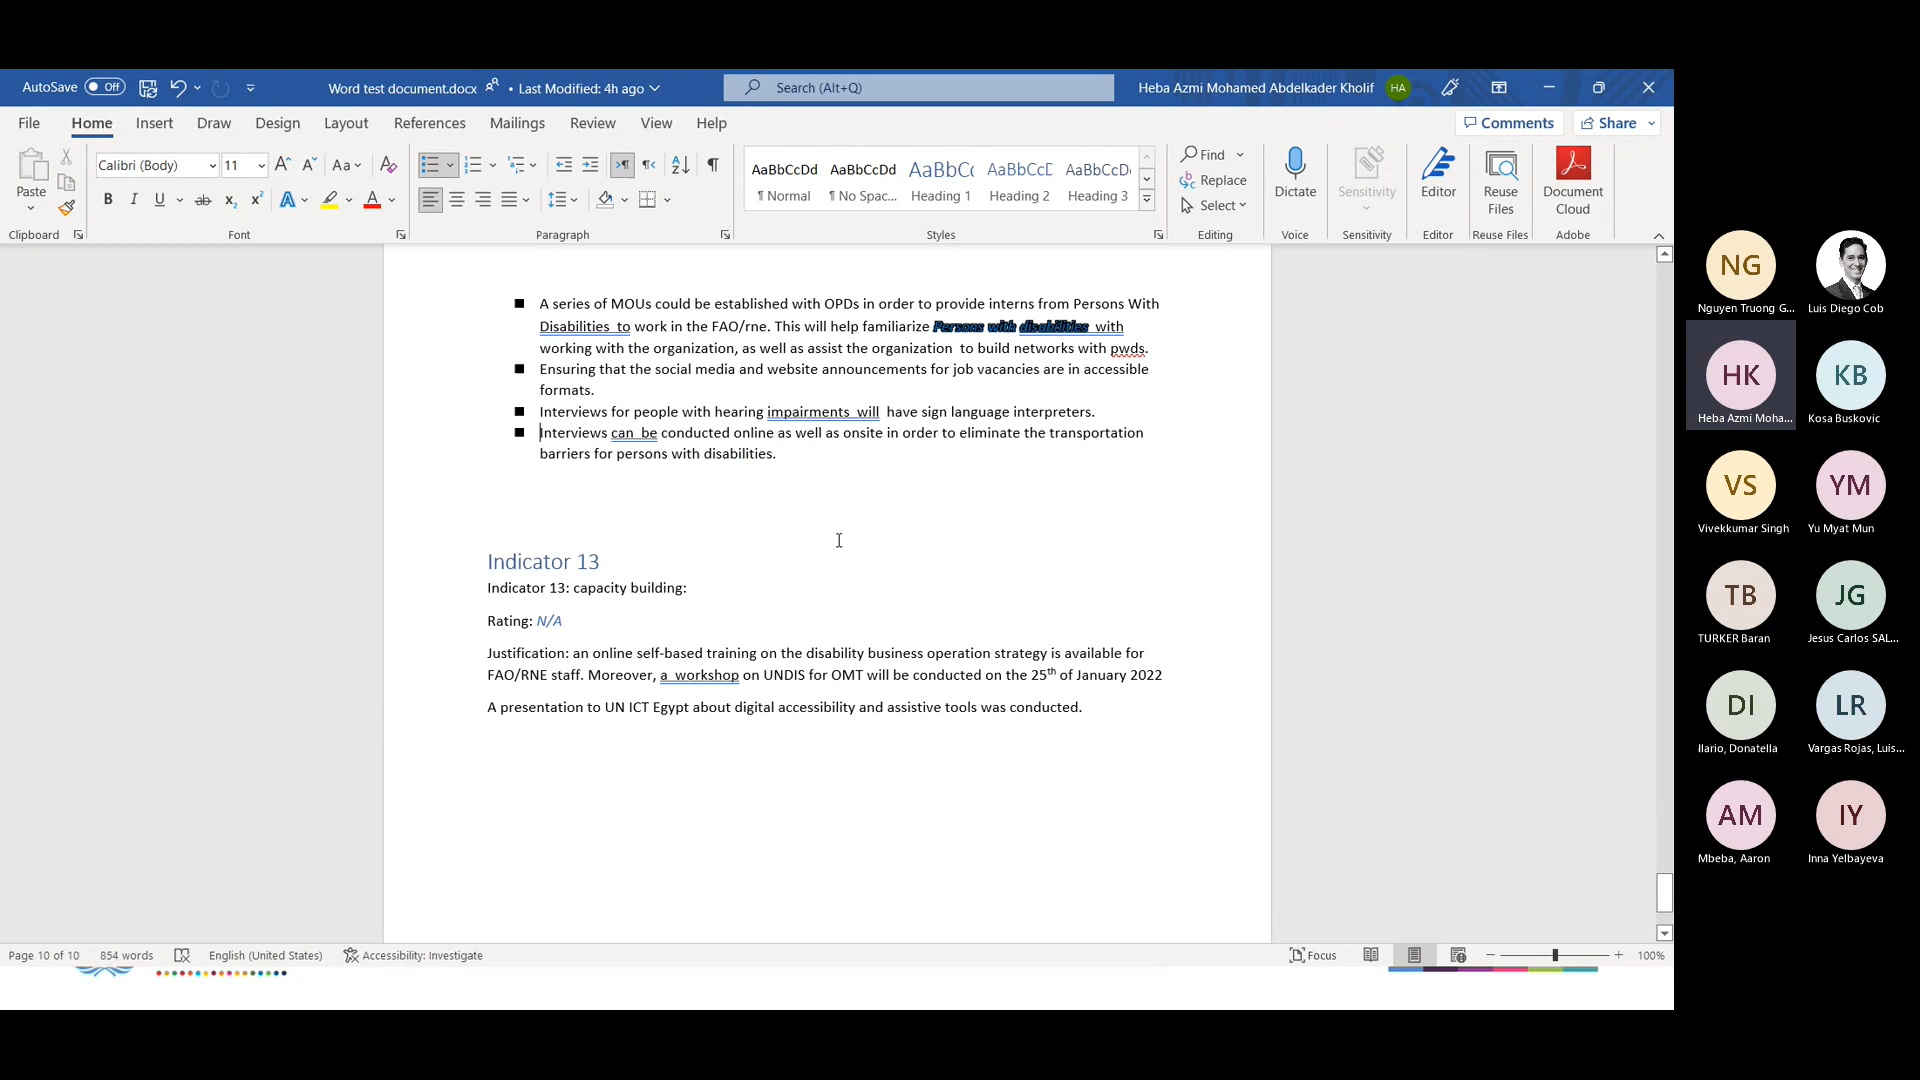 AutoSave Off Word test document.docx • Last Modified: 4h ago Search (Alt+Q) Heba Azmi Mohamed Abdelkader Kholif HA
File Home Insert Draw Design Layout References Mailings Review View Help Comments Share
Paste
Clipboard
Calibri (Body) 11 Aa
B I U ab x₂ x² A A
Font
Paragraph
AaBbCcDd AaBbCcDd AaBbCc AaBbCcD AaBbCcD
¶ Normal ¶ No Spac... Heading 1 Heading 2 Heading 3
Styles
Find
Replace
Select
Editing
Dictate
Voice
Sensitivity
Sensitivity
Editor
Editor
Reuse Files
Reuse Files
Document Cloud
Adobe
■ A series of MOUs could be established with OPDs in order to provide interns from Persons With
Disabilities  to work in the FAO/rne. This will help familiarize Persons with disabilities  with
working with the organization, as well as assist the organization  to build networks with pwds.
■ Ensuring that the social media and website announcements for job vacancies are in accessible
formats.
■ Interviews for people with hearing impairments  will  have sign language interpreters.
■ Interviews can  be conducted online as well as onsite in order to eliminate the transportation
barriers for persons with disabilities.
Indicator 13
Indicator 13: capacity building:
Rating: N/A
Justification: an online self-based training on the disability business operation strategy is available for
FAO/RNE staff. Moreover, a  workshop on UNDIS for OMT will be conducted on the 25th of January 2022
A presentation to UN ICT Egypt about digital accessibility and assistive tools was conducted.
Page 10 of 10 854 words English (United States) Accessibility: Investigate Focus 100%
NG
Nguyen Truong G...
Luis Diego Cob
HK
Heba Azmi Moha...
KB
Kosa Buskovic
VS
Vivekkumar Singh
YM
Yu Myat Mun
TB
TURKER Baran
JG
Jesus Carlos SAL...
DI
Ilario, Donatella
LR
Vargas Rojas, Luis...
AM
Mbeba, Aaron
IY
Inna Yelbayeva